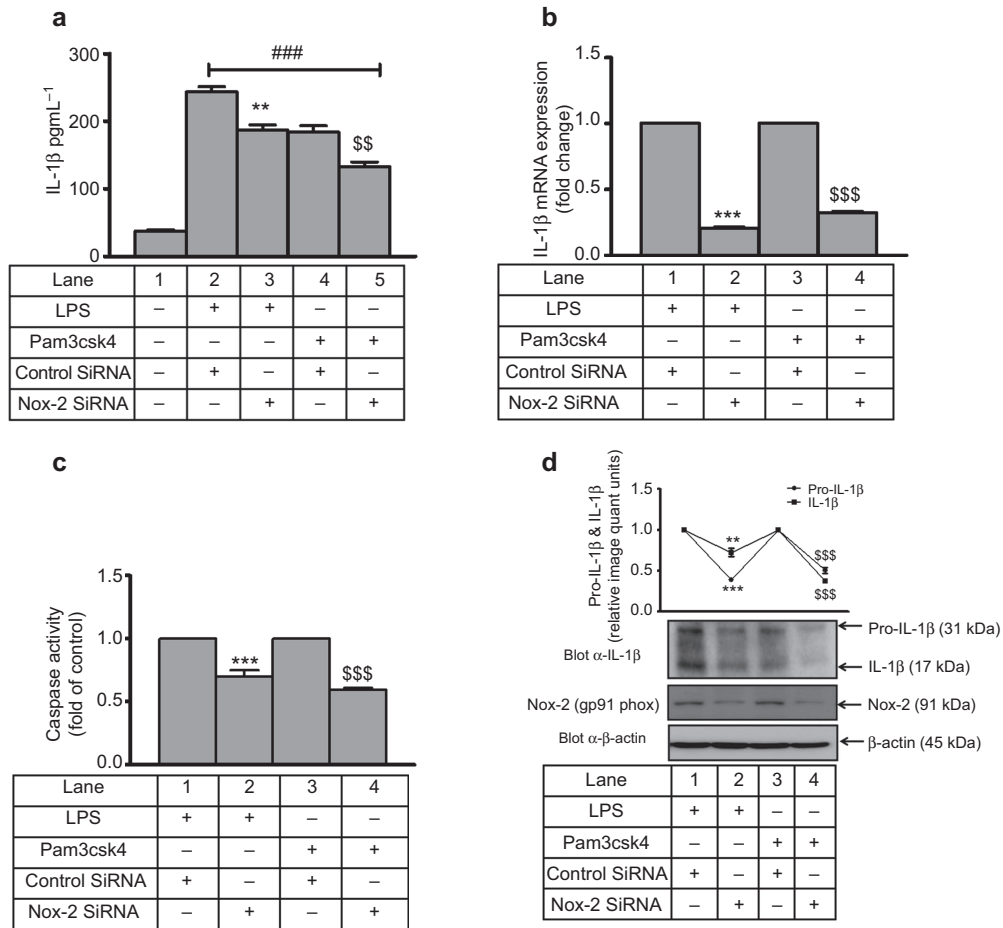 a
300
200
100
0
IL-1β pgmL⁻¹
###
**
$$
Lane 1 2 3 4 5
LPS – + + – –
Pam3csk4 – – – + +
Control SiRNA – + – + –
Nox-2 SiRNA – – + – +
b
1.5
1.0
0.5
0.0
IL-1β mRNA expression
(fold change)
***
$$$
Lane 1 2 3 4
LPS + + – –
Pam3csk4 – – + +
Control SiRNA + – + –
Nox-2 SiRNA – + – +
c
1.5
1.0
0.5
0.0
Caspase activity
(fold of control)
***
$$$
Lane 1 2 3 4
LPS + + – –
Pam3csk4 – – + +
Control SiRNA + – + –
Nox-2 SiRNA – + – +
d
1.5
1.0
0.5
0.0
Pro-IL-1β & IL-1β
(relative image quant units)
Pro-IL-1β
IL-1β
**
***
$$$
$$$
Blot α-IL-1β
Pro-IL-1β (31 kDa)
IL-1β (17 kDa)
Nox-2 (gp91 phox)
Nox-2 (91 kDa)
Blot α-β-actin
β-actin (45 kDa)
Lane 1 2 3 4
LPS + + – –
Pam3csk4 – – + +
Control SiRNA + – + –
Nox-2 SiRNA – + – +